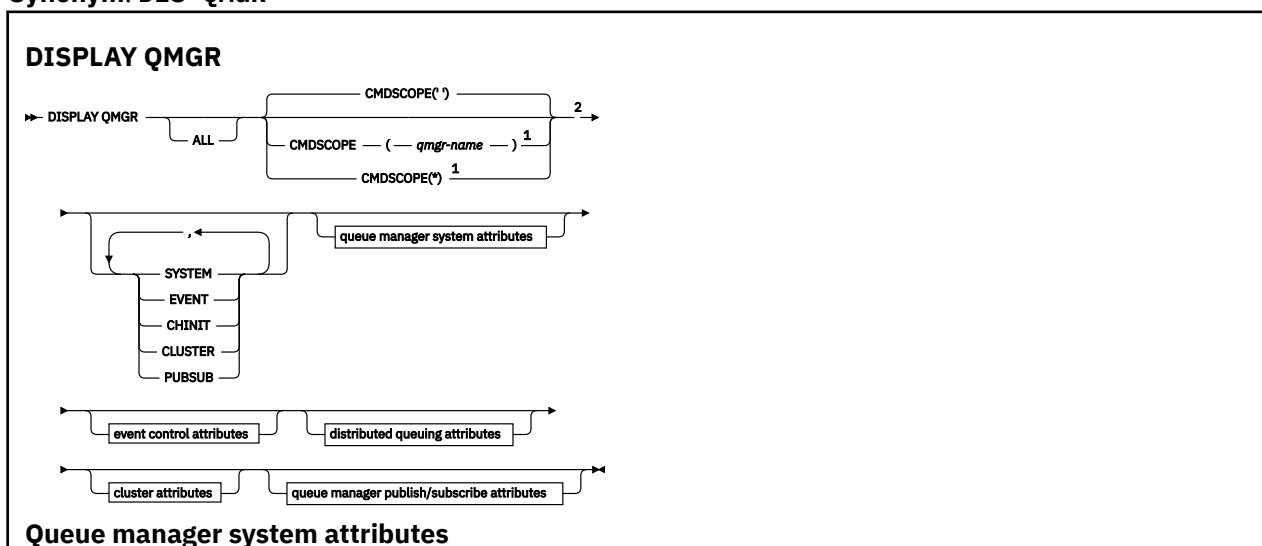 Synonym: DIS QMGR
DISPLAY QMGR
CMDSCOPE(' ')
DISPLAY QMGR
2
ALL
CMDSCOPE ( qmgr-name ) 1
CMDSCOPE(*) 1
queue manager system attributes
,
SYSTEM
EVENT
CHINIT
CLUSTER
PUBSUB
event control attributes
distributed queuing attributes
cluster attributes
queue manager publish/subscribe attributes
Queue manager system attributes